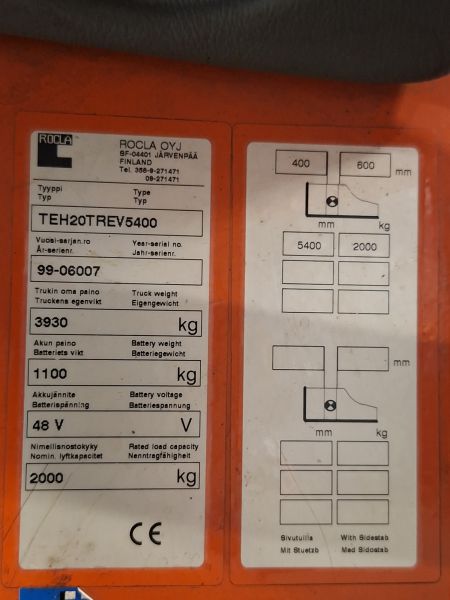 ROCLA
ROCLA OYJ
SF-04401 JÄRVENPÄÄ
FINLAND
Tel. 358-9-271471
09-271471
Tyyppi Type
Typ Typ
TEH20TREV5400
Vuosi-sarjan.ro Year-serial no.
År-serienr. Jahr-serienr.
99-06007
Trukin oma paino Truck weight
Truckens egenvikt Eigengewicht
3930 kg
Akun paino Battery weight
Batteriets vikt Batteriegewicht
1100 kg
Akkujännite Battery voltage
Batterispänning Batteriespannung
48 V V
Nimellisnostokyky Rated load capacity
Nomin. lyftkapacitet Nenntragfähigheit
2000 kg
CE
400 600 mm
mm kg
5400 2000
mm
mm kg
Sivutuilla With Sidestab
Mit Stuetzb Med Sidostab